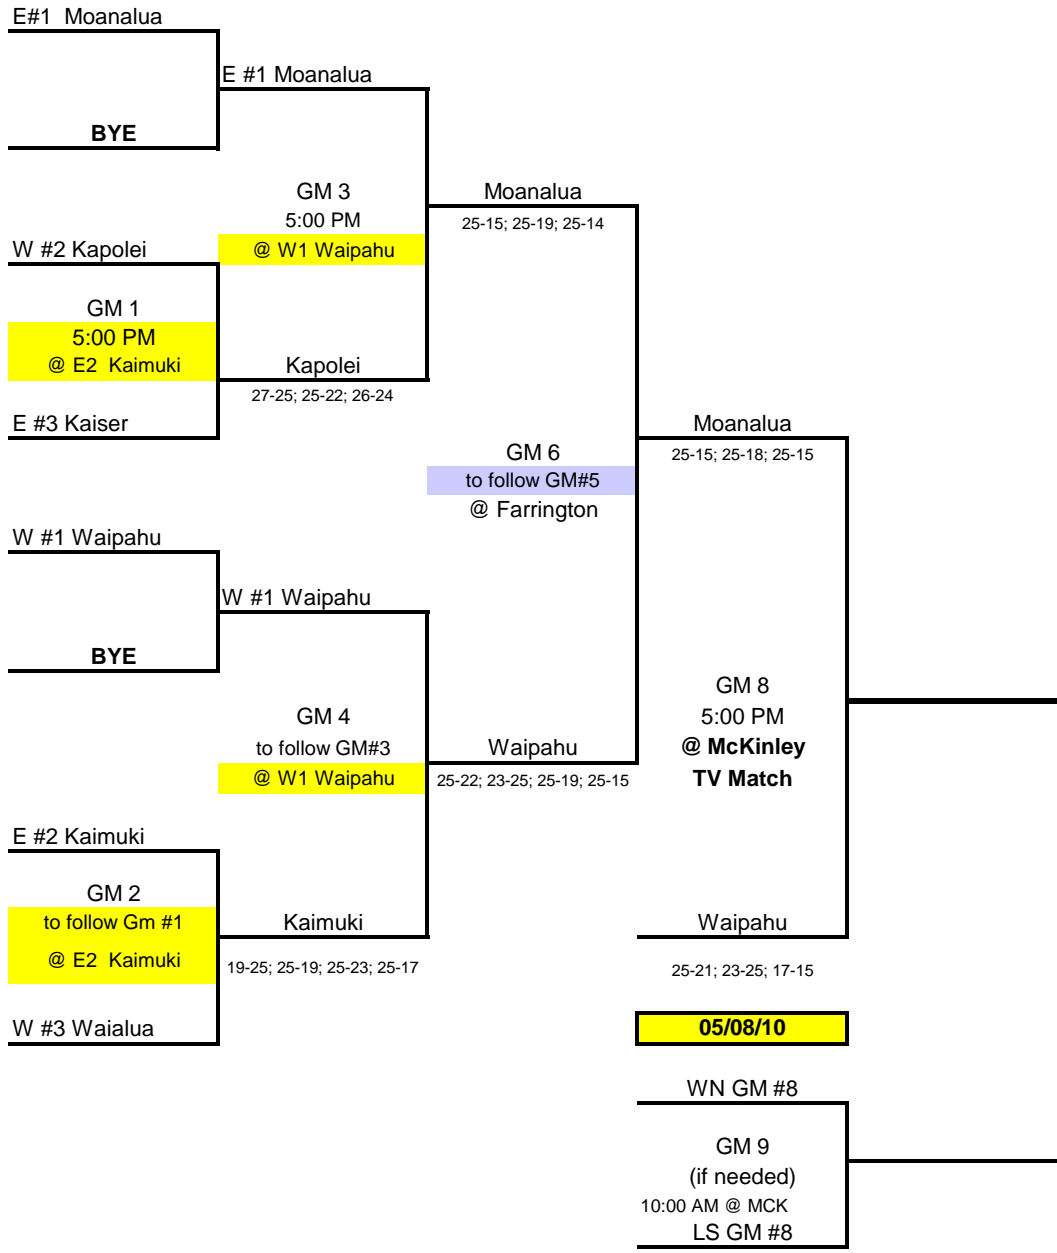 E#1  Moanalua
E #1 Moanalua
BYE
GM 3
5:00 PM
@ W1 Waipahu
Moanalua
25-15; 25-19; 25-14
W #2 Kapolei
GM 1
5:00 PM
@ E2  Kaimuki
Kapolei
27-25; 25-22; 26-24
E #3 Kaiser
GM 6
to follow GM#5
@ Farrington
Moanalua
25-15; 25-18; 25-15
W #1 Waipahu
W #1 Waipahu
BYE
GM 4
to follow GM#3
@ W1 Waipahu
Waipahu
25-22; 23-25; 25-19; 25-15
GM 8
5:00 PM
@ McKinley
TV Match
E #2 Kaimuki
GM 2
to follow Gm #1
@ E2  Kaimuki
Kaimuki
19-25; 25-19; 25-23; 25-17
W #3 Waialua
Waipahu
25-21; 23-25; 17-15
05/08/10
WN GM #8
GM 9
(if needed)
10:00 AM @ MCK
LS GM #8